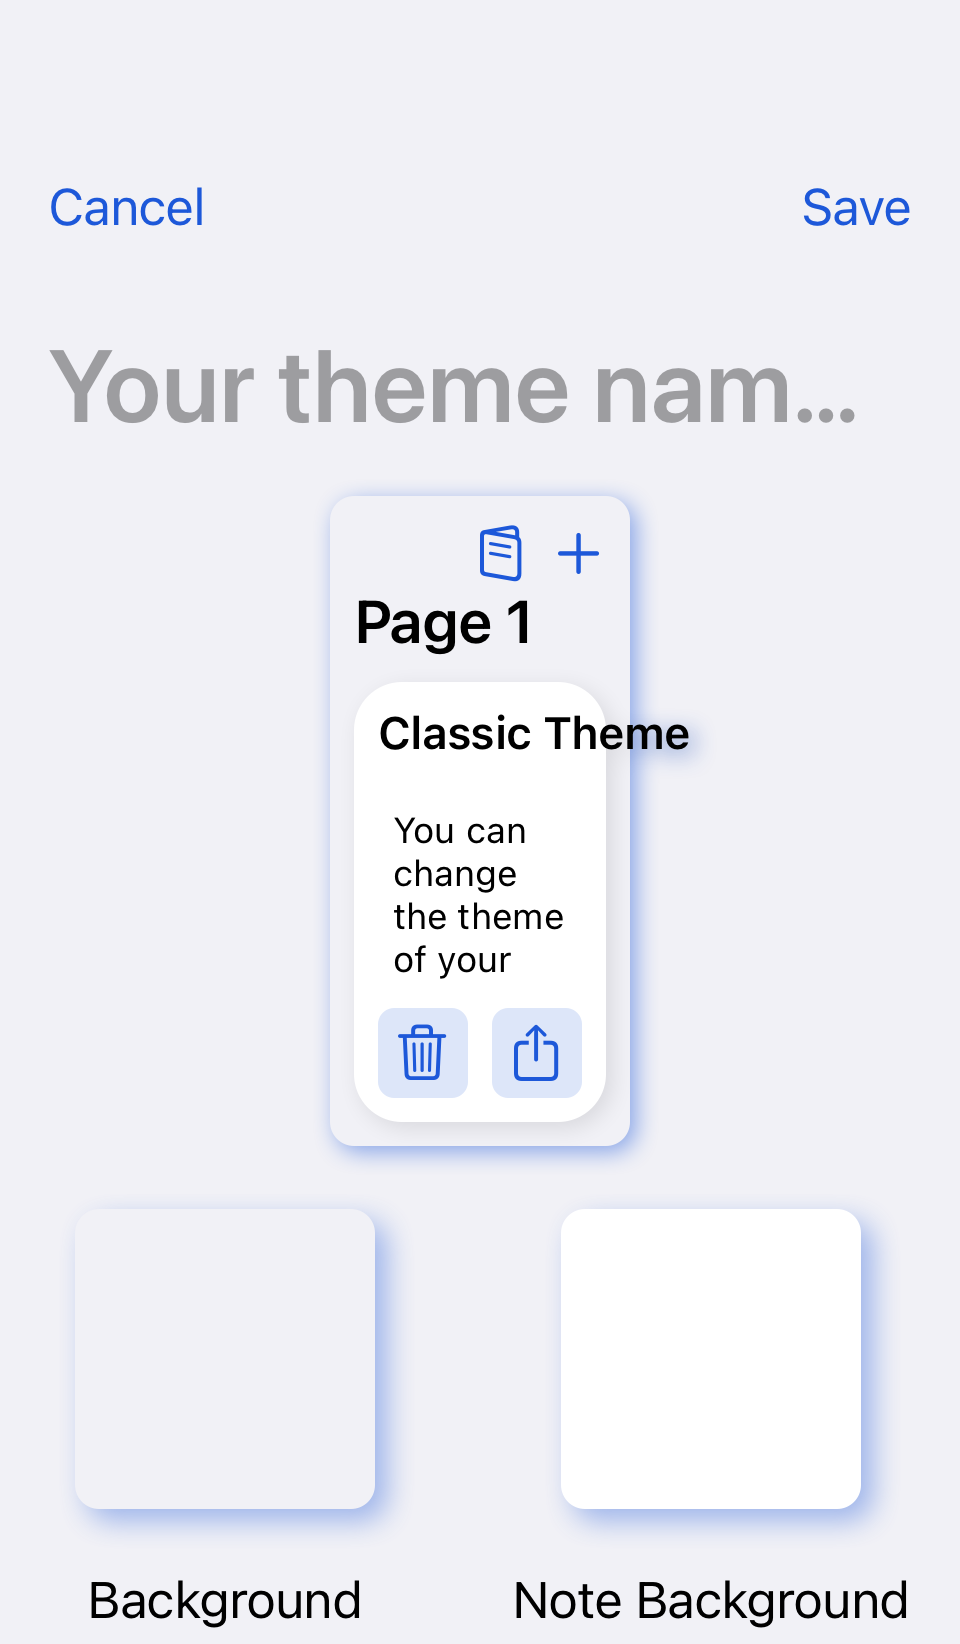 Cancel
Save
Your theme nam...
Page 1
Classic Theme
You can
change
the theme
of your
Background
Note Background